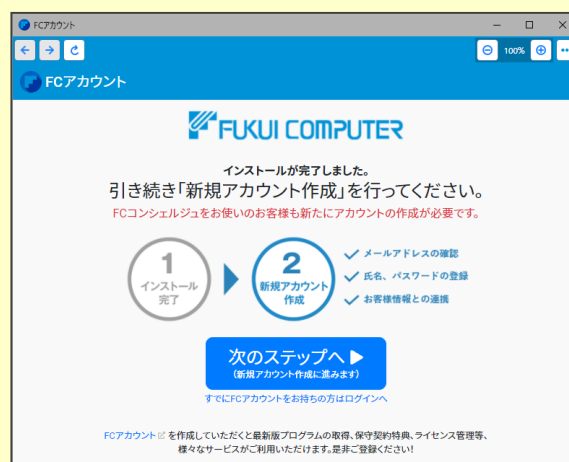 FCアカウント
100%
FCアカウント
FUKUI COMPUTER
インストールが完了しました。
引き続き「新規アカウント作成」を行ってください。
FCコンシェルジュをお使いのお客様も新たにアカウントの作成が必要です。
1
インストール
完了
2
新規アカウント
作成
メールアドレスの確認
氏名、パスワードの登録
お客様情報との連携
次のステップへ ▶
(新規アカウント作成に進みます)
すでにFCアカウントをお持ちの方はログインへ
FCアカウント を作成していただくと最新版プログラムの取得、保守契約特典、ライセンス管理等、
様々なサービスがご利用いただけます。是非ご登録ください!